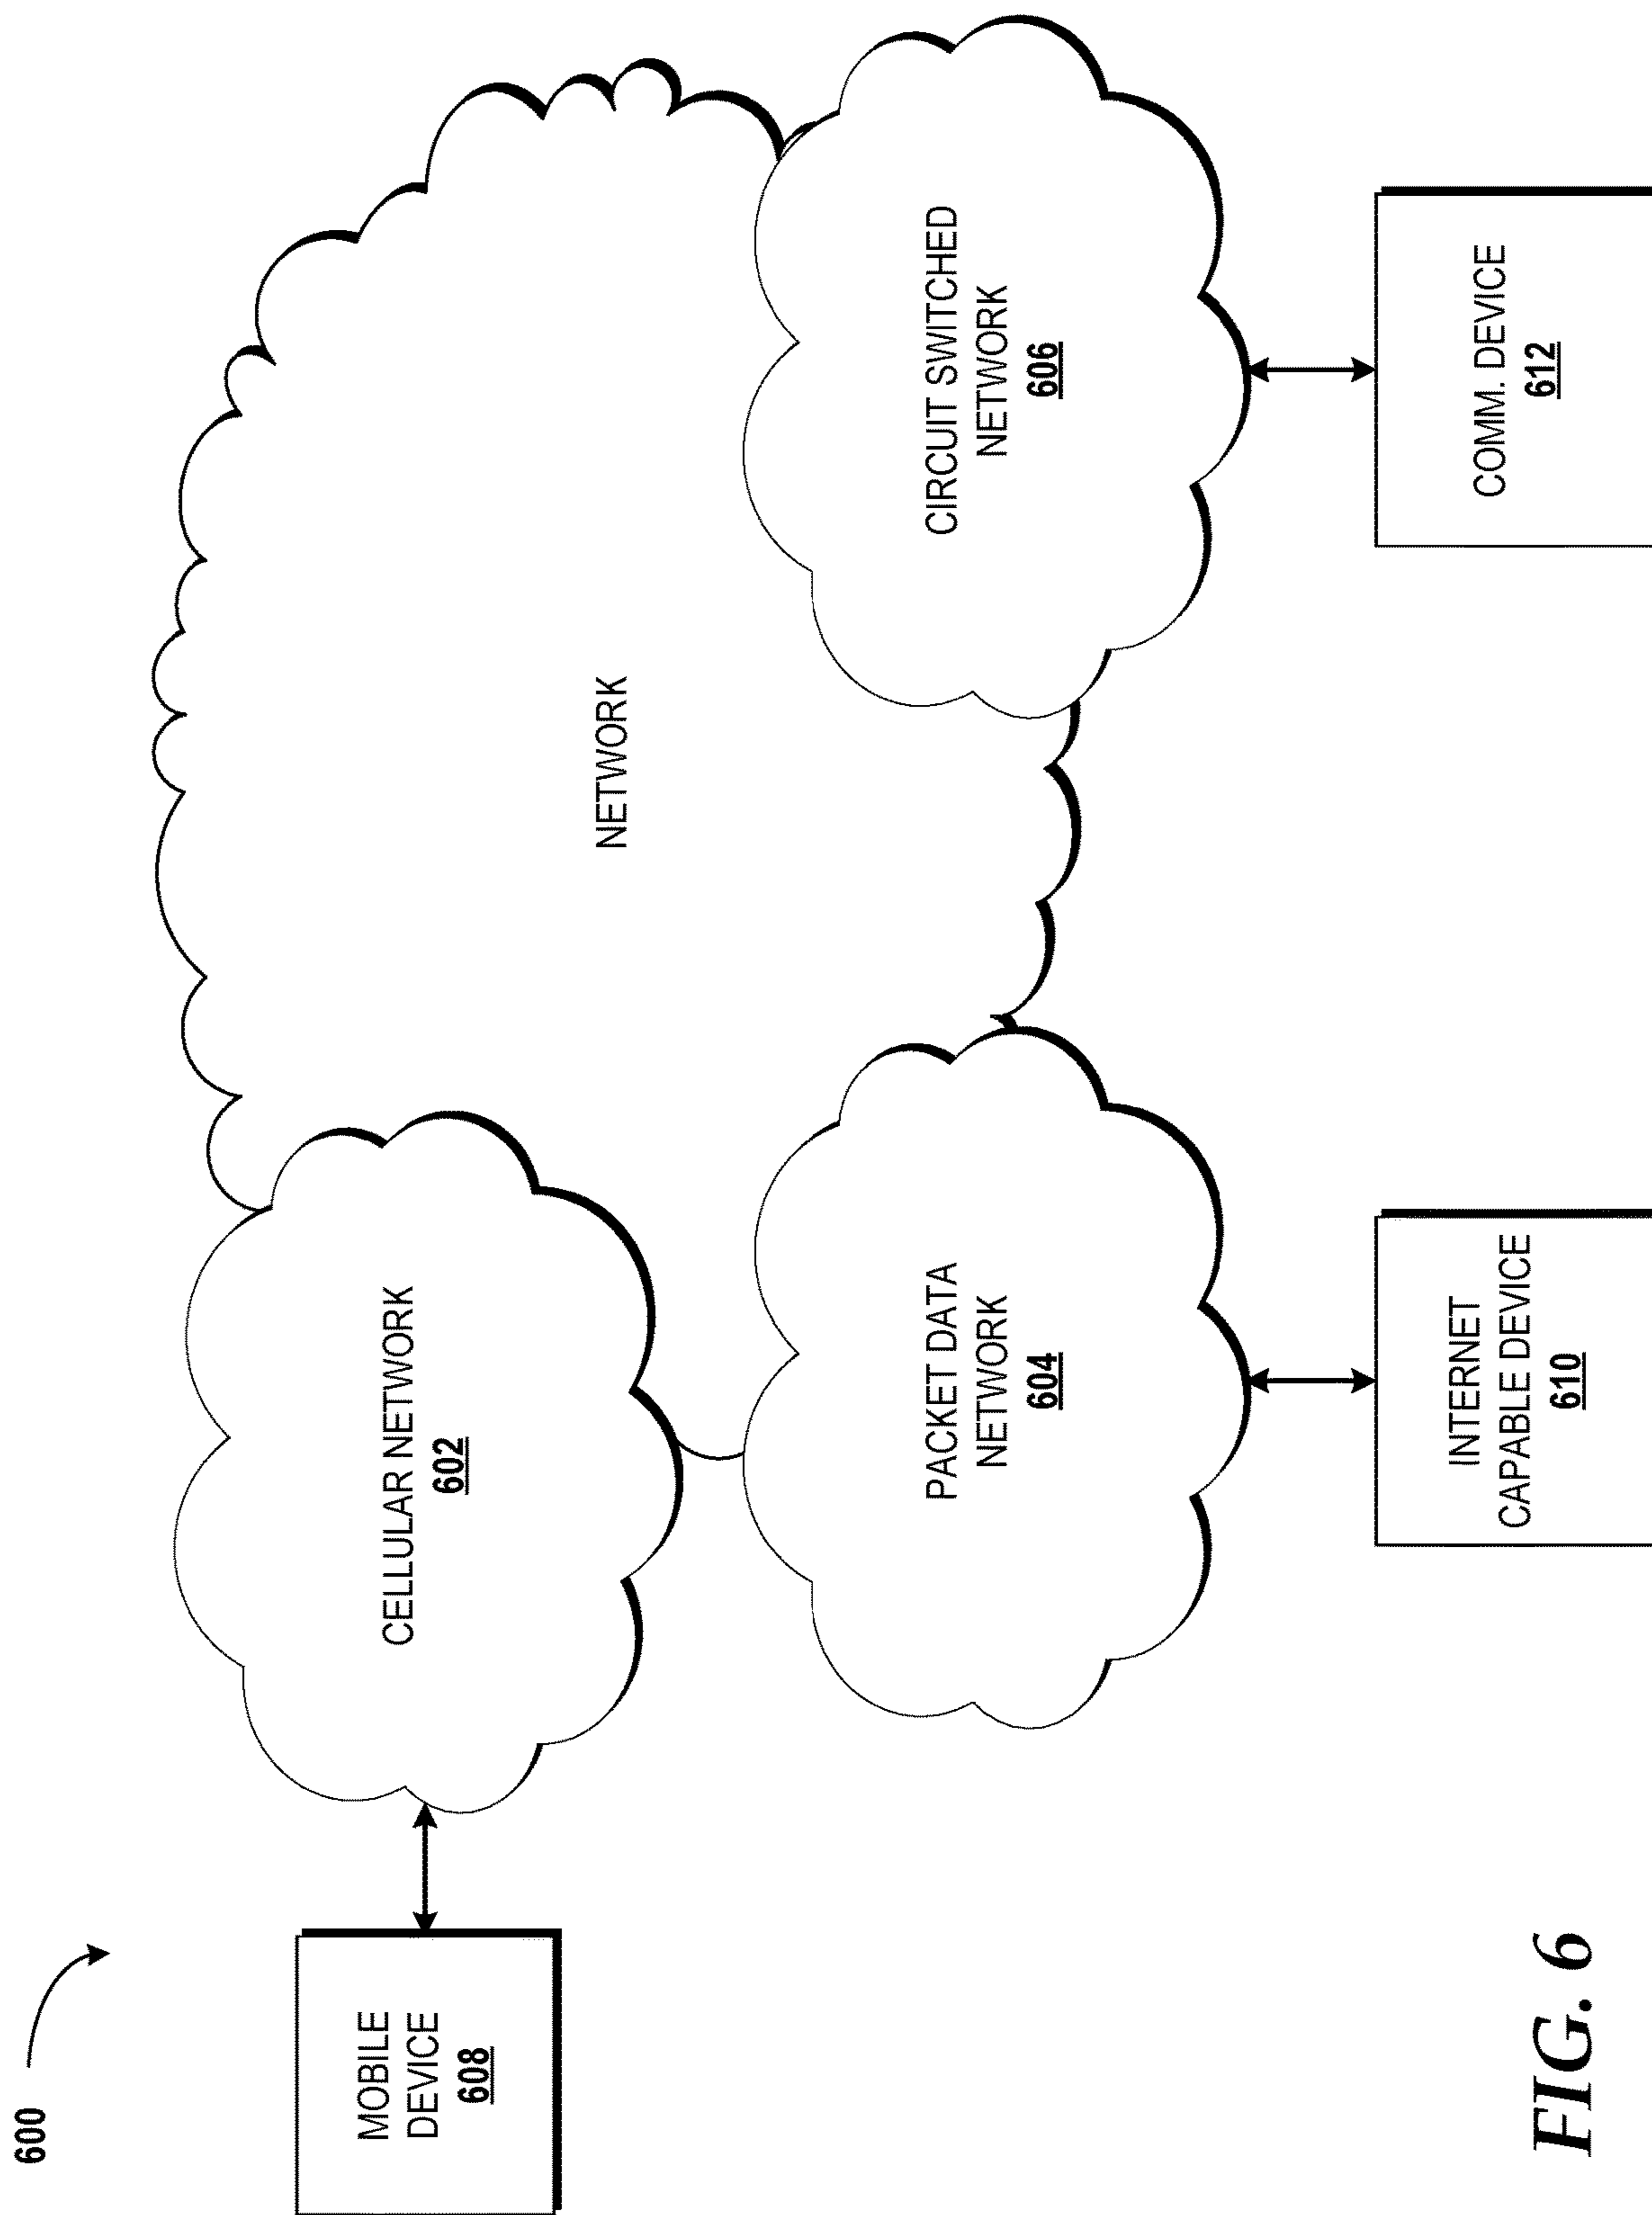 600
MOBILE
DEVICE
608
CELLULAR NETWORK
602
NETWORK
PACKET DATA
NETWORK
604
CIRCUIT SWITCHED
NETWORK
606
INTERNET
CAPABLE DEVICE
610
COMM. DEVICE
612
FIG. 6